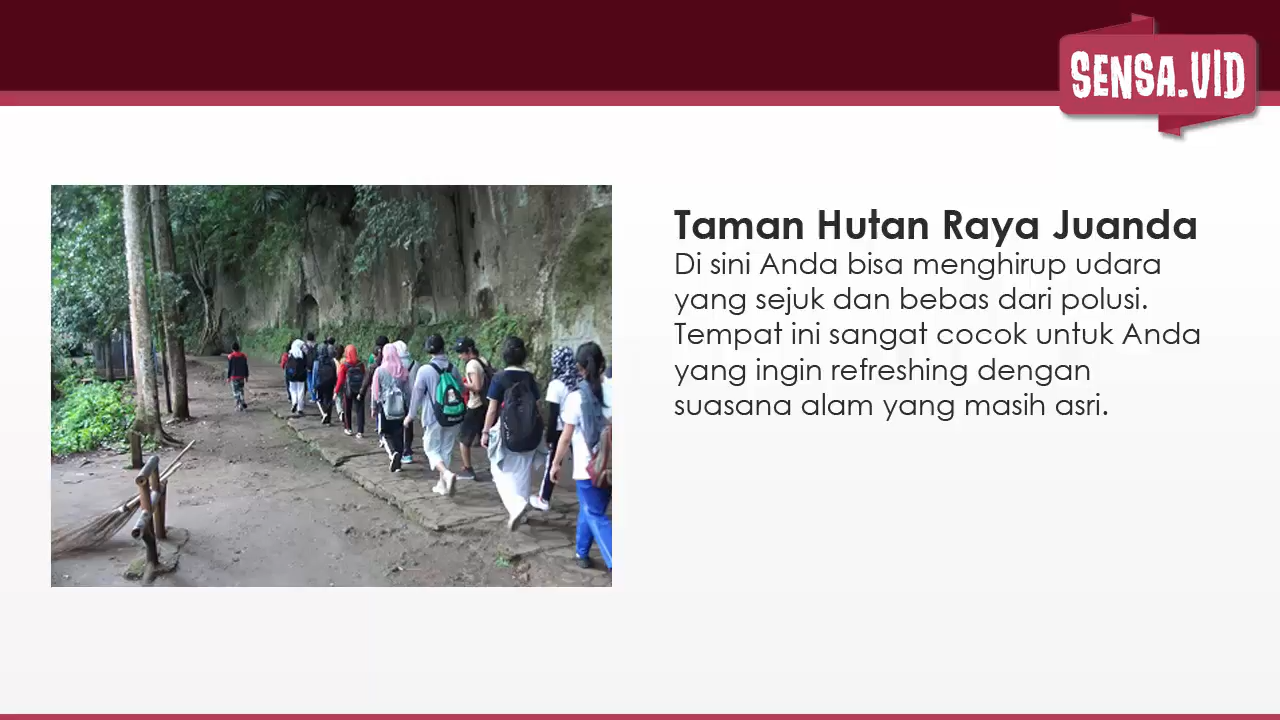 SENSA.VID
Taman Hutan Raya Juanda
Di sini Anda bisa menghirup udara
yang sejuk dan bebas dari polusi.
Tempat ini sangat cocok untuk Anda
yang ingin refreshing dengan
suasana alam yang masih asri.